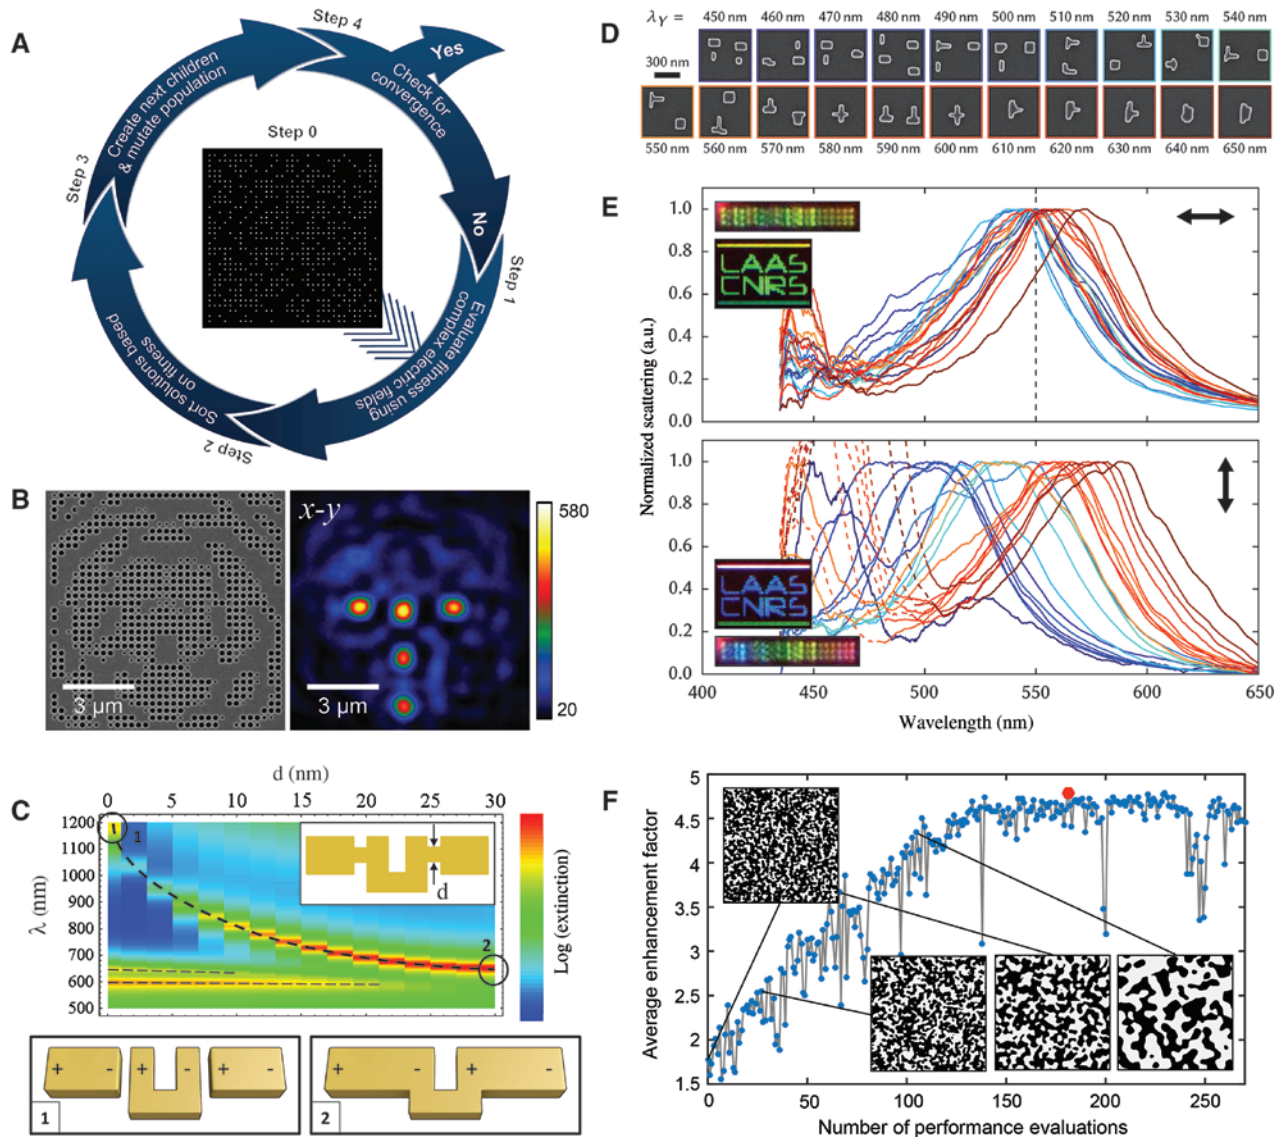 A
Step 4
Yes
Create next children
& mutate population
Check for
convergence
Step 0
Step 3
No
Step 1
Evaluate fitness using
complex electric fields
Sort solutions based
on fitness
Step 2
B
x-y
580
20
3 μm
3 μm
C
d (nm)
0 5 10 15 20 25 30
1200
1100
1000
900
800
700
600
500
λ (nm)
1
2
d
Log (extinction)
+ - + - + -
1
+ - + -
2
D
λY = 450 nm 460 nm 470 nm 480 nm 490 nm 500 nm 510 nm 520 nm 530 nm 540 nm
300 nm
550 nm 560 nm 570 nm 580 nm 590 nm 600 nm 610 nm 620 nm 630 nm 640 nm 650 nm
E
1.0
0.8
0.6
0.4
0.2
0.0
LAAS
CNRS
Normalized scattering (a.u.)
1.0
0.8
0.6
0.4
0.2
0.0
LAAS
CNRS
400 450 500 550 600 650
Wavelength (nm)
F
5
4.5
4
3.5
3
2.5
2
1.5
Average enhancement factor
0 50 100 150 200 250
Number of performance evaluations